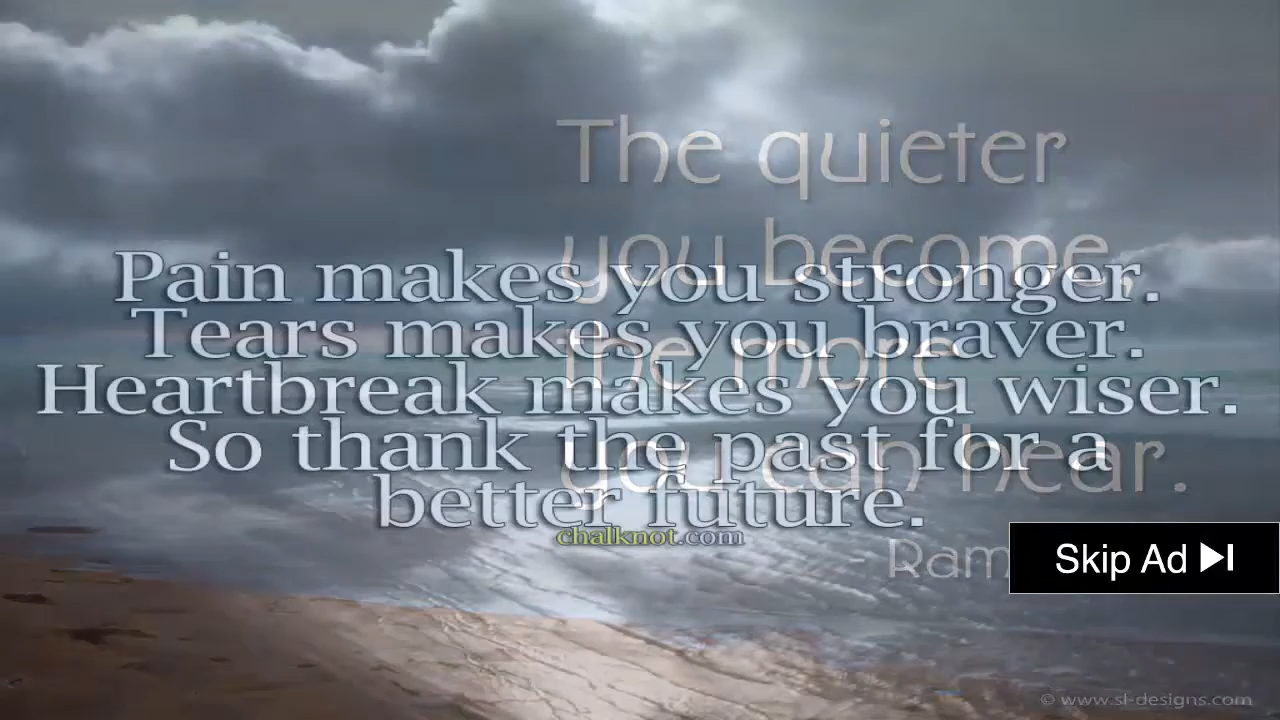 The quieter
you become,
the more
you can hear.
Ram
Pain makes you stronger.
Tears makes you braver.
Heartbreak makes you wiser.
So thank the past for a
better future.
chalknot.com
Skip Ad
© www.sl-designs.com